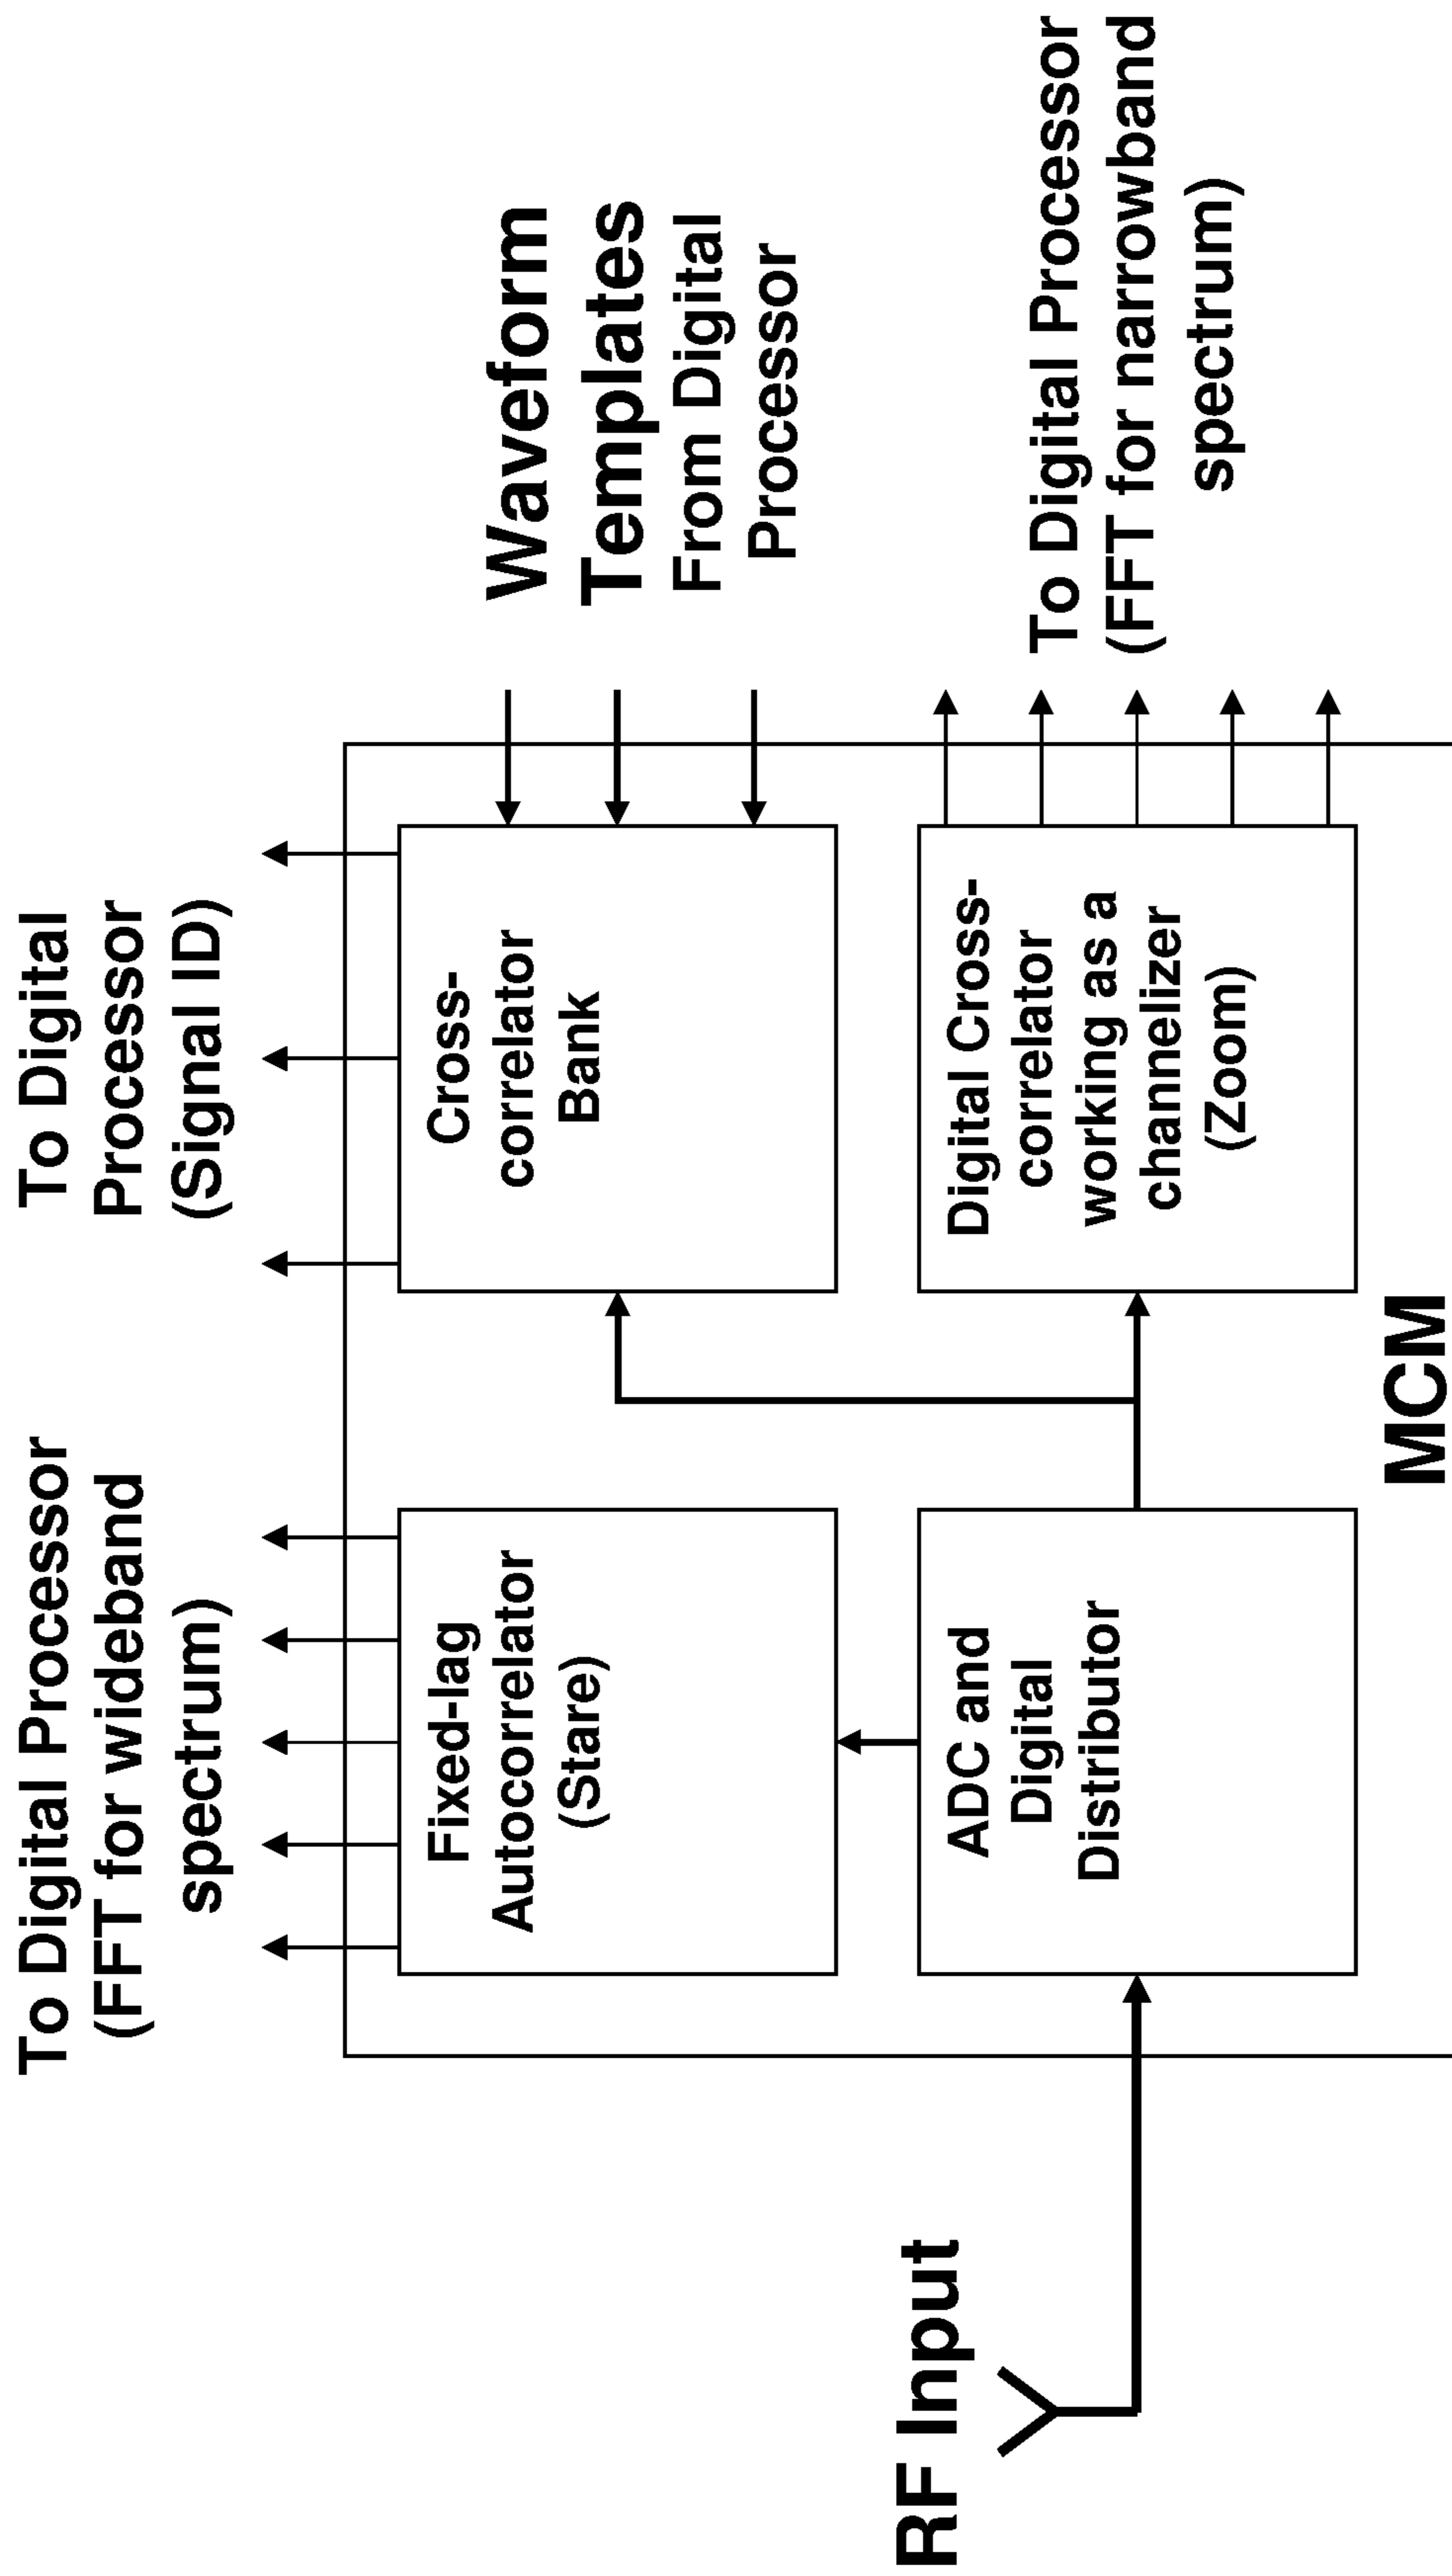 To Digital Processor
(FFT for wideband
spectrum)
To Digital
Processor
(Signal ID)
Fixed-lag
Autocorrelator
(Stare)
Cross-
correlator
Bank
Waveform
Templates
From Digital
Processor
RF Input
ADC and
Digital
Distributor
Digital Cross-
correlator
working as a
channelizer
(Zoom)
To Digital Processor
(FFT for narrowband
spectrum)
MCM